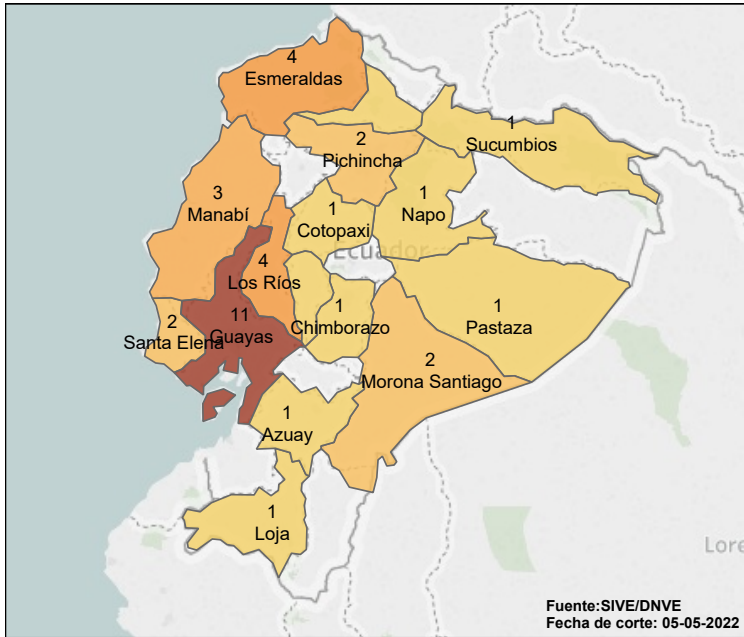 4
Esmeraldas
1
Sucumbios
2
Pichincha
3
Manabí
1
Napo
1
Cotopaxi
Ecuador
4
Los Ríos
11
Guayas
2
Santa Elena
1
Chimborazo
1
Pastaza
2
Morona Santiago
1
Azuay
1
Loja
Lore
Fuente:SIVE/DNVE
Fecha de corte: 05-05-2022